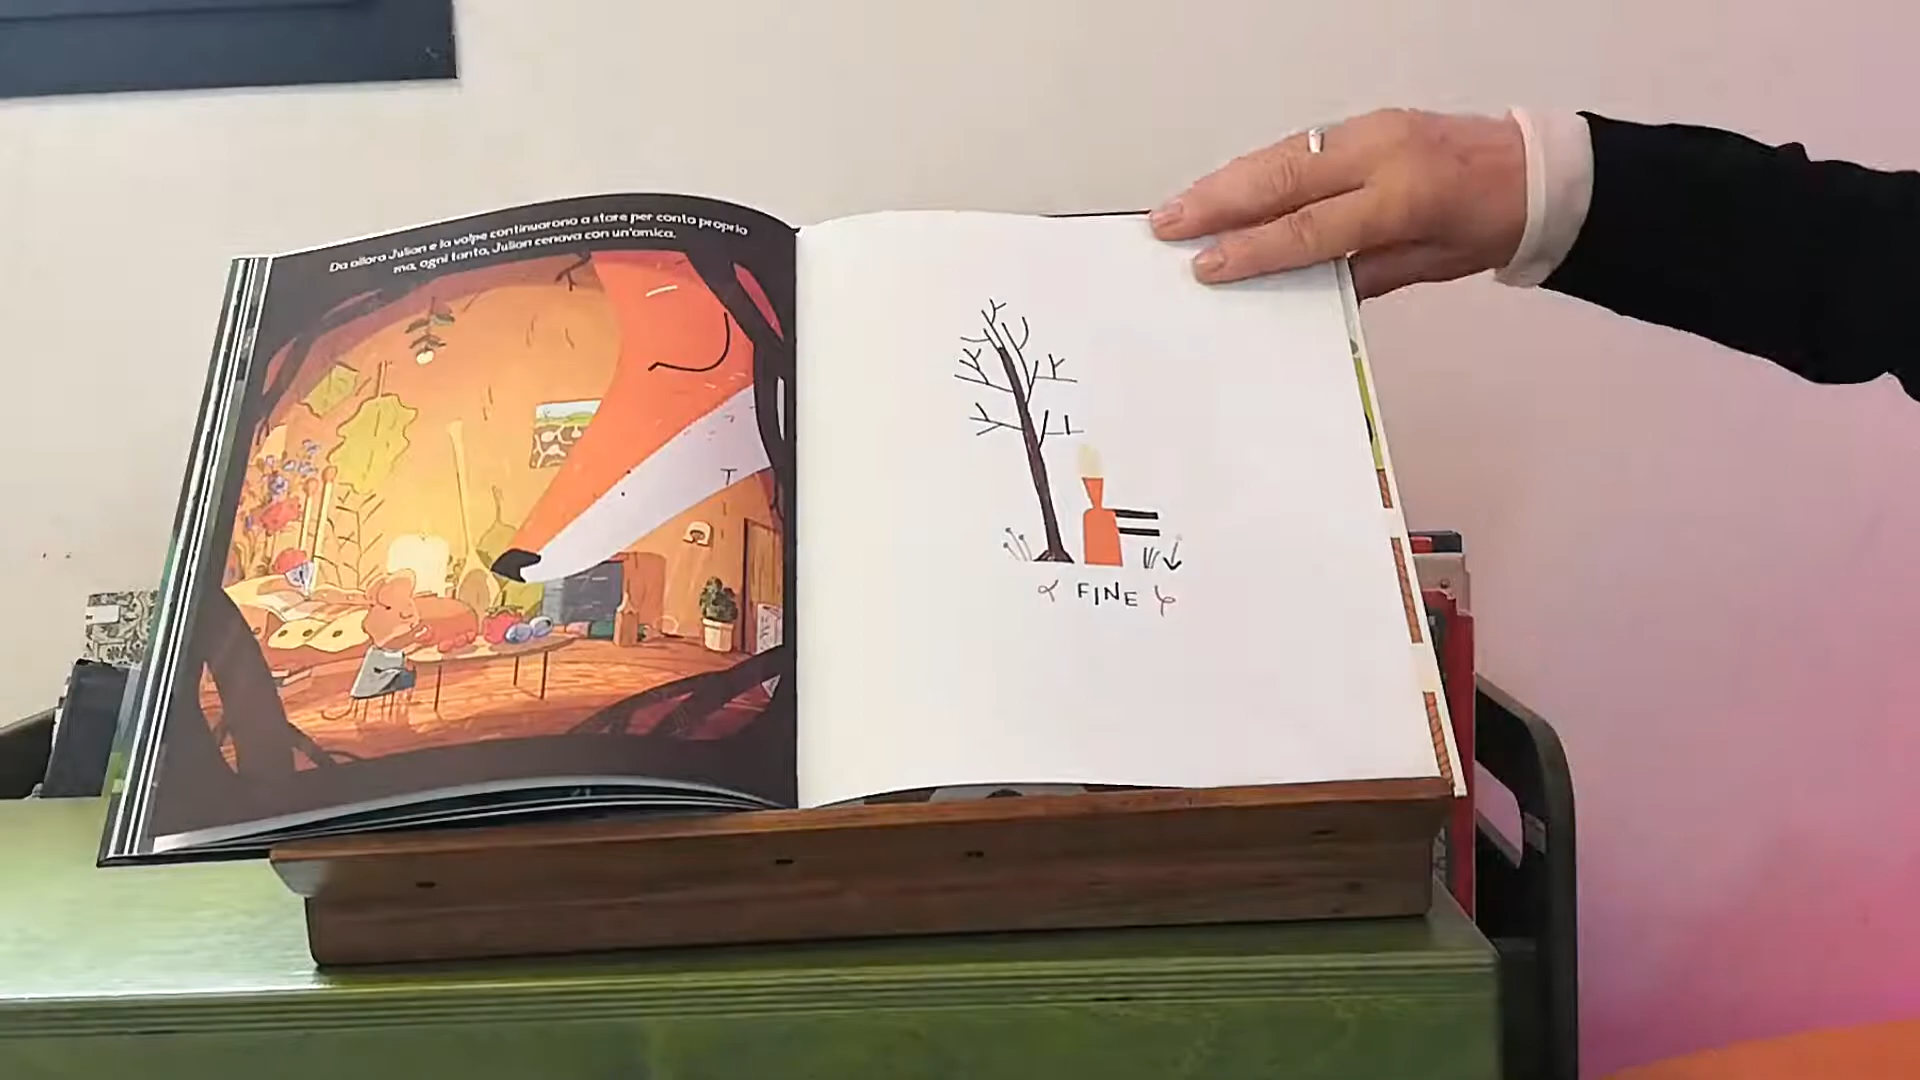 Da allora Julian e la volpe continuarono a stare per conto proprio
ma, ogni tanto, Julian cenava con un'amica.
FINE